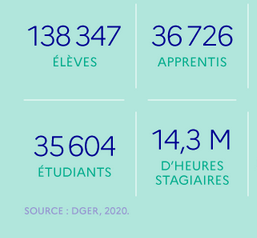 138 347 36 726
ÉLÈVES APPRENTIS
35 604 14,3 M
ÉTUDIANTS D'HEURES
STAGIAIRES
SOURCE : DGER, 2020.